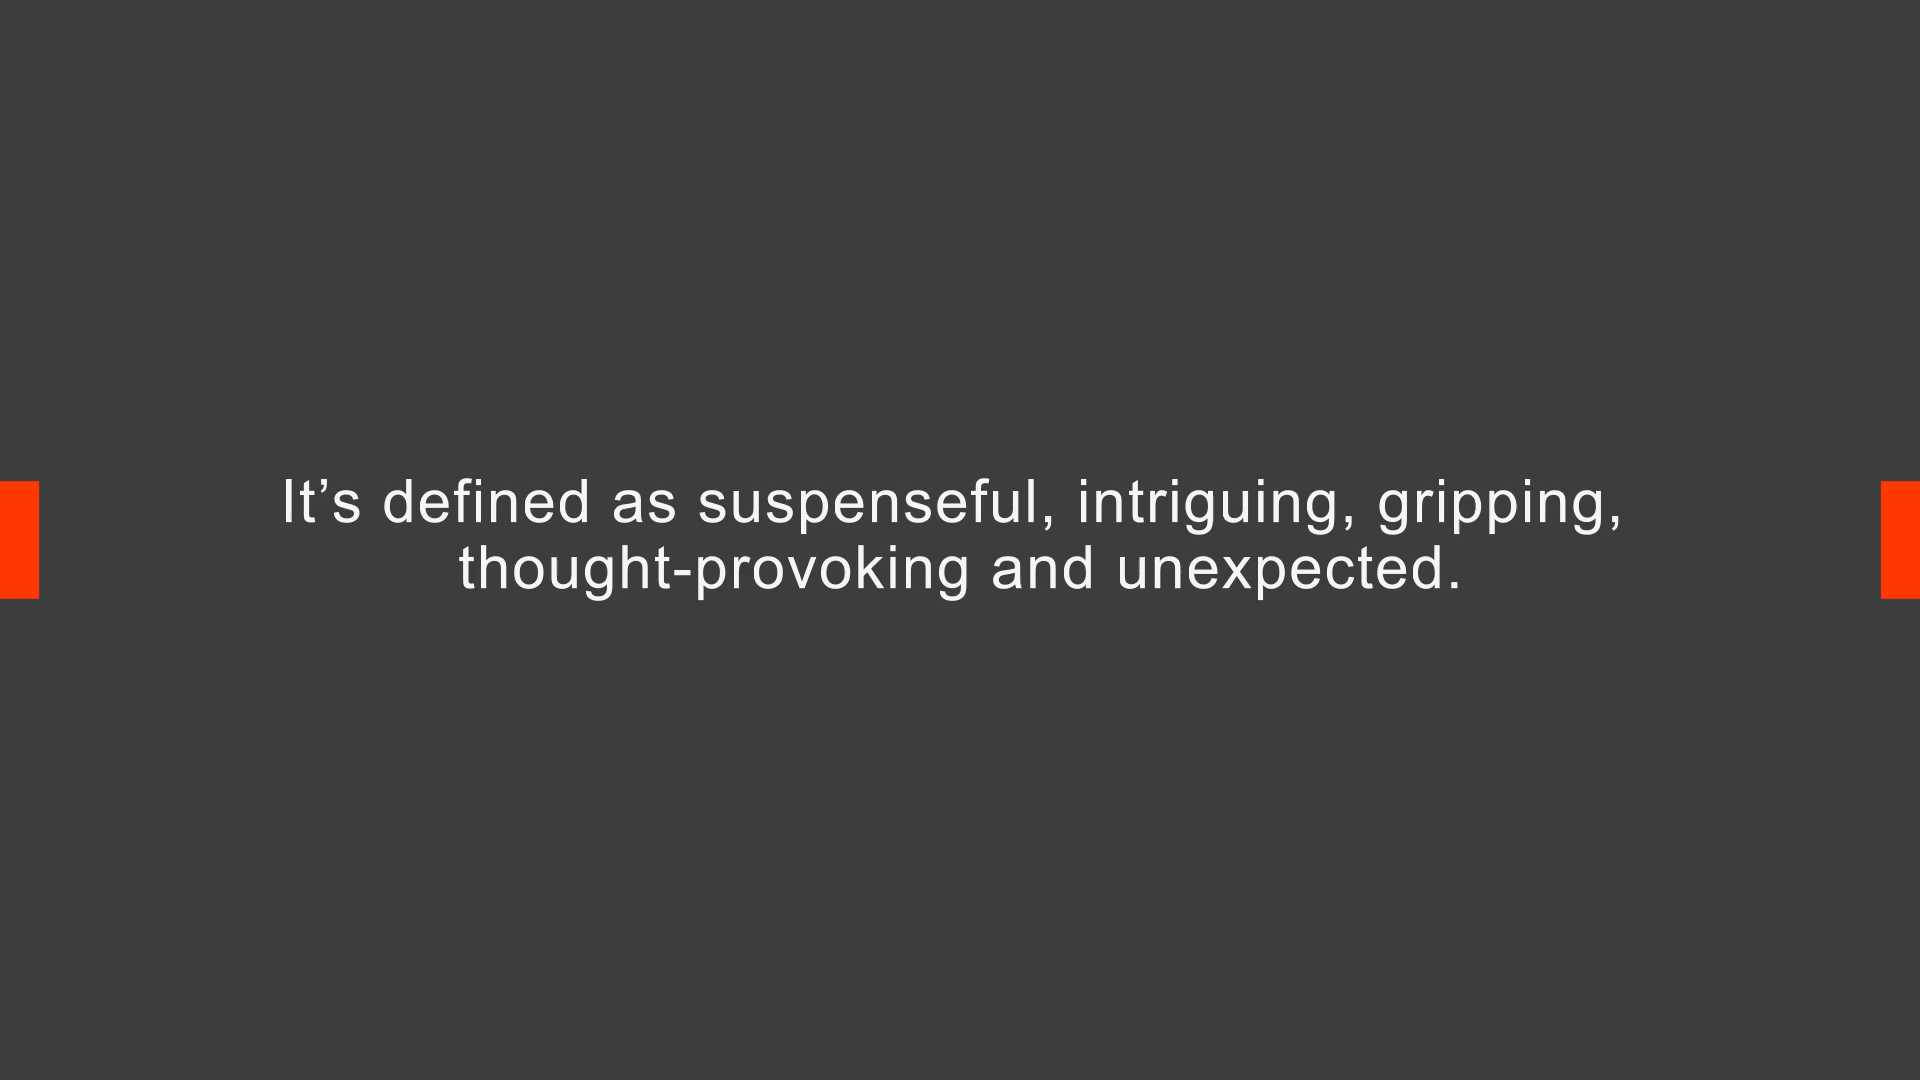 It’s defined as suspenseful, intriguing, gripping,
thought-provoking and unexpected.